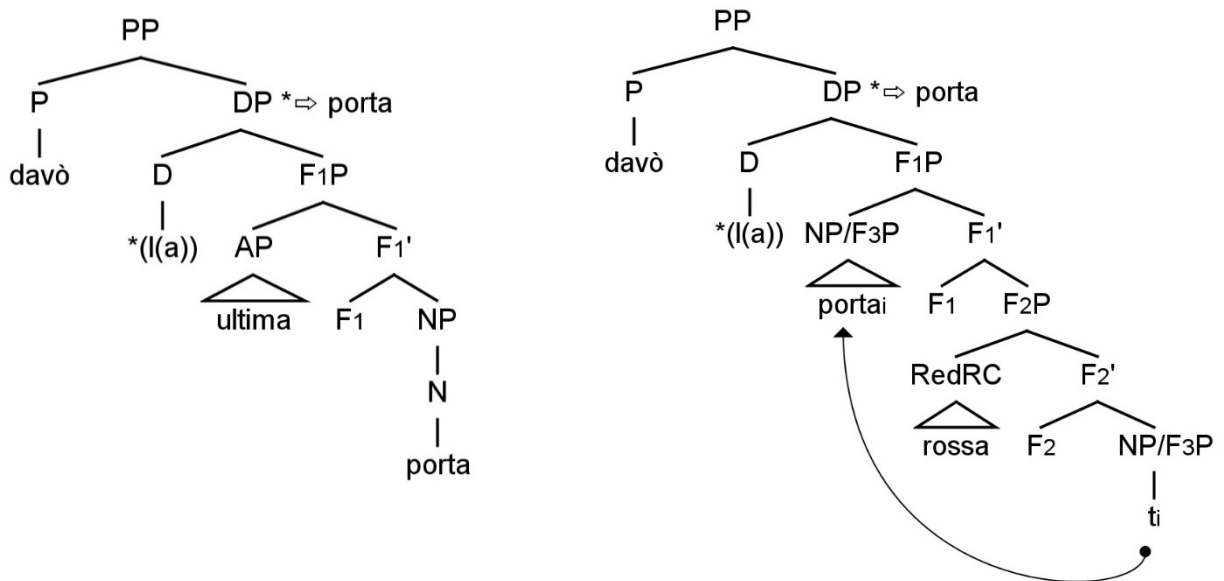 PP PP
P DP *⇨ porta P DP *⇨ porta
davò D F1P davò D F1P
*(l(a)) AP F1' *(l(a)) NP/F3P F1'
ultima F1 NP portai F1 F2P
N RedRC F2'
porta rossa F2 NP/F3P
ti